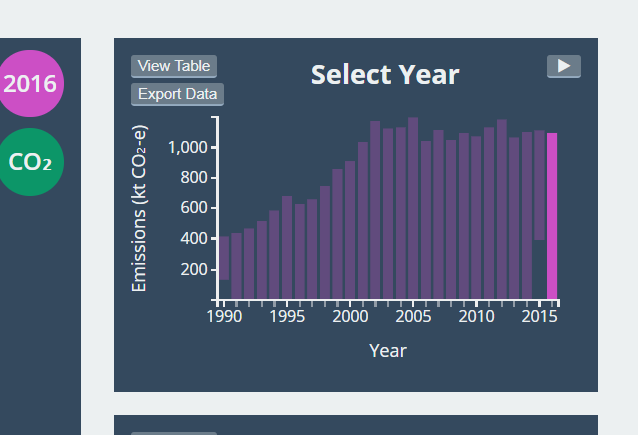 2016
CO₂
View Table
Export Data
Select Year
Emissions (kt CO₂-e)
1,000
800
600
400
200
1990 1995 2000 2005 2010 2015
Year